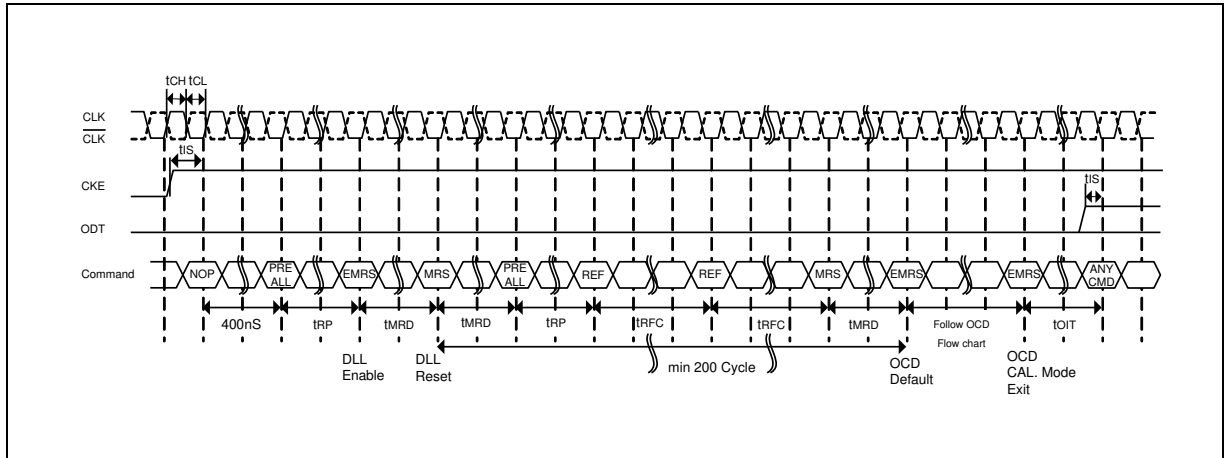 tCH tCL
CLK
CLK
tIS
CKE
tIS
ODT
Command
NOP
PRE
ALL
EMRS
MRS
PRE
ALL
REF
REF
MRS
EMRS
EMRS
ANY
CMD
400nS
tRP
tMRD
tMRD
tRP
tRFC
tRFC
tMRD
Follow OCD
Flow chart
tOIT
DLL
Enable
DLL
Reset
min 200 Cycle
OCD
Default
OCD
CAL. Mode
Exit